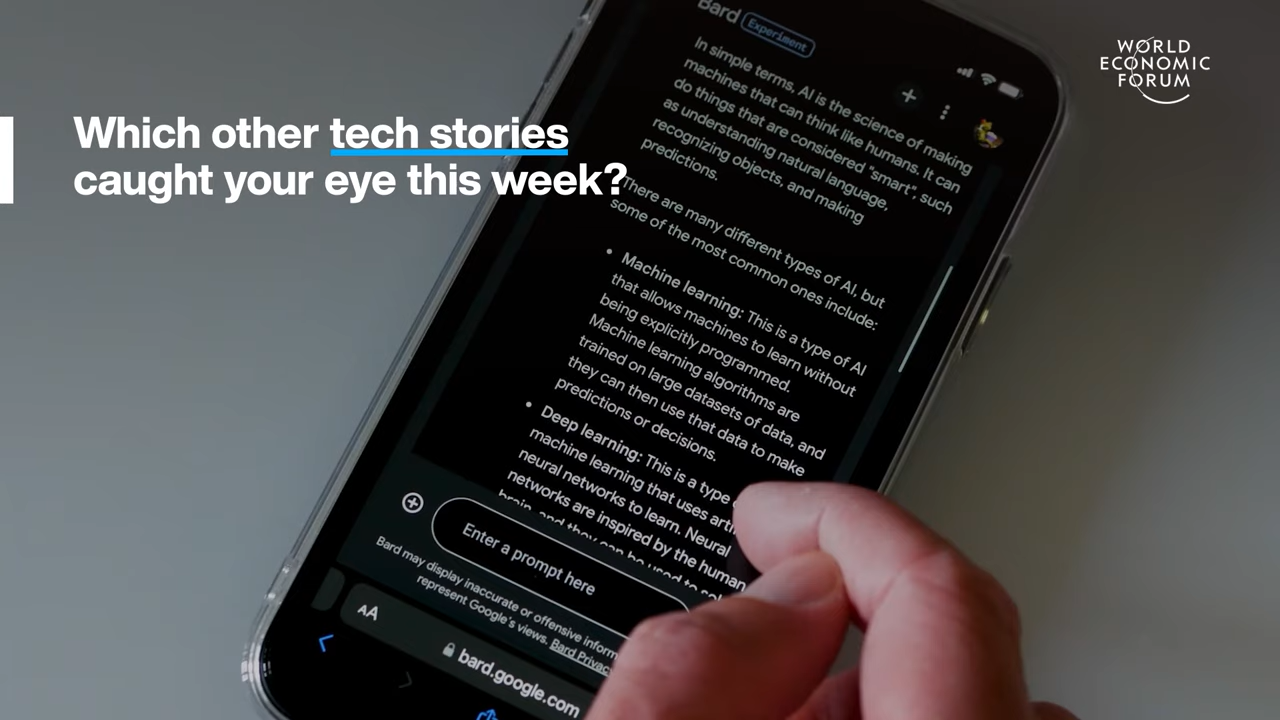 WORLD
ECONOMIC
FORUM
Which other tech stories
caught your eye this week?
Bard Experiment
In simple terms, AI is the science of making
machines that can think like humans. It can
do things that are considered "smart", such
as understanding natural language,
recognizing objects, and making
predictions.
There are many different types of AI, but
some of the most common ones include:
• Machine learning: This is a type of AI
that allows machines to learn without
being explicitly programmed.
Machine learning algorithms are
trained on large datasets of data, and
they can then use that data to make
predictions or decisions.
• Deep learning: This is a type
machine learning that uses
neural networks to learn. Neural
networks are inspired by the human
brain, and they can be used to
Enter a prompt here
Bard may display inaccurate or offensive
represent Google's views. Bard
AA
bard.google.com